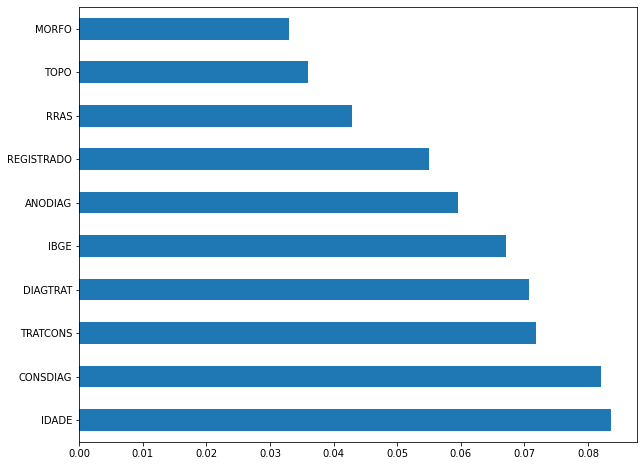 MORFO
TOPO
RRAS
REGISTRADO
ANODIAG
IBGE
DIAGTRAT
TRATCONS
CONSDIAG
IDADE
0.00 0.01 0.02 0.03 0.04 0.05 0.06 0.07 0.08